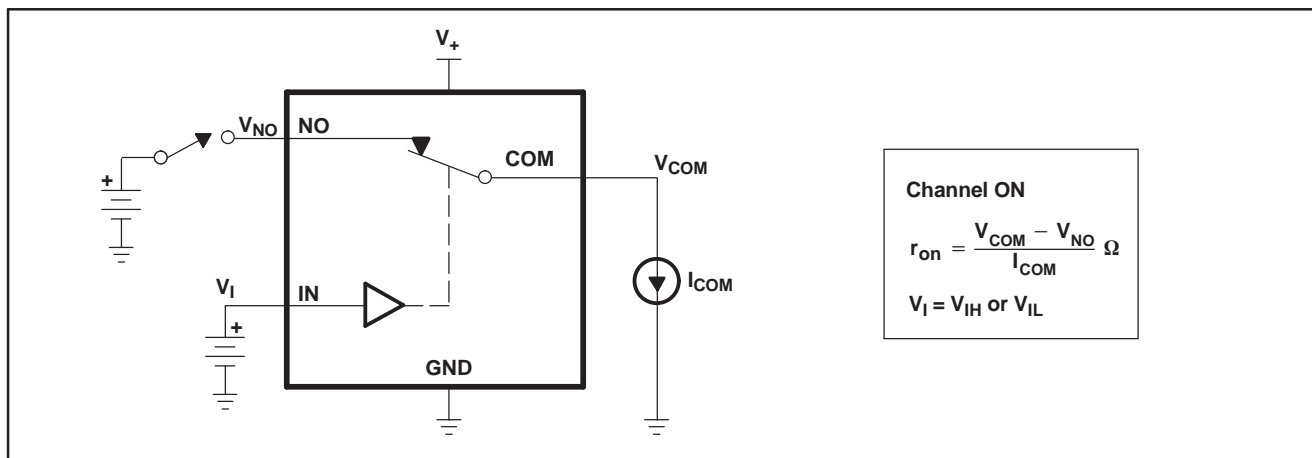 V+
VNO NO
COM
VCOM
+
Channel ON
ron = VCOM − VNO / ICOM Ω
VI = VIH or VIL
ICOM
VI IN
+
GND